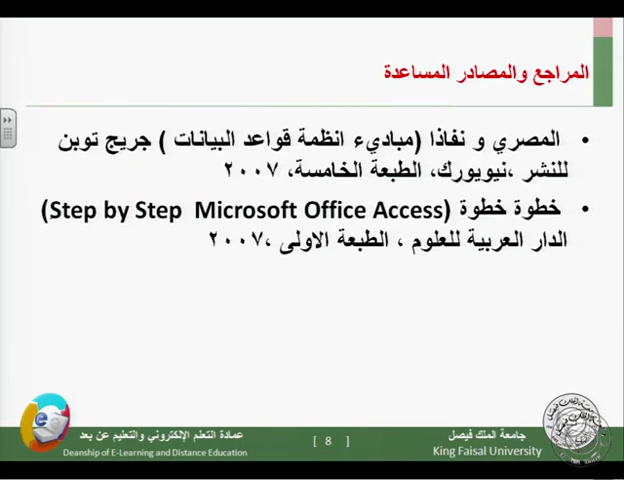 المراجع والمصادر المساعدة
• المصري و نفاذا (مباديء انظمة قواعد البيانات ) جريج توبن
للنشر ،نيويورك، الطبعة الخامسة، ٢٠٠٧
• خطوة خطوة (Step by Step Microsoft Office Access)
الدار العربية للعلوم ، الطبعة الاولى ،٢٠٠٧
جامعة الملك فيصل
King Faisal University
[ 8 ]
عمادة التعلم الإلكتروني والتعليم عن بعد
Deanship of E-Learning and Distance Education